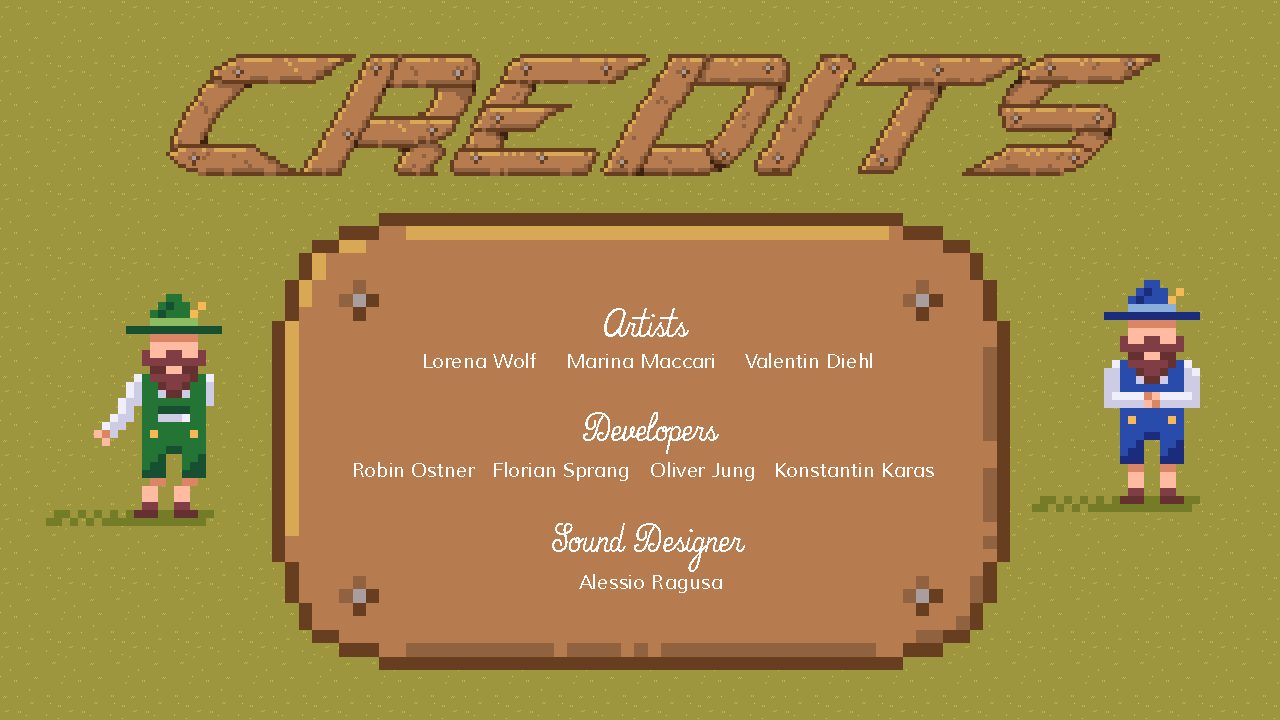 CREDITS
Artists
Lorena Wolf Marina Maccari Valentin Diehl
Developers
Robin Ostner Florian Sprang Oliver Jung Konstantin Karas
Sound Designer
Alessio Ragusa